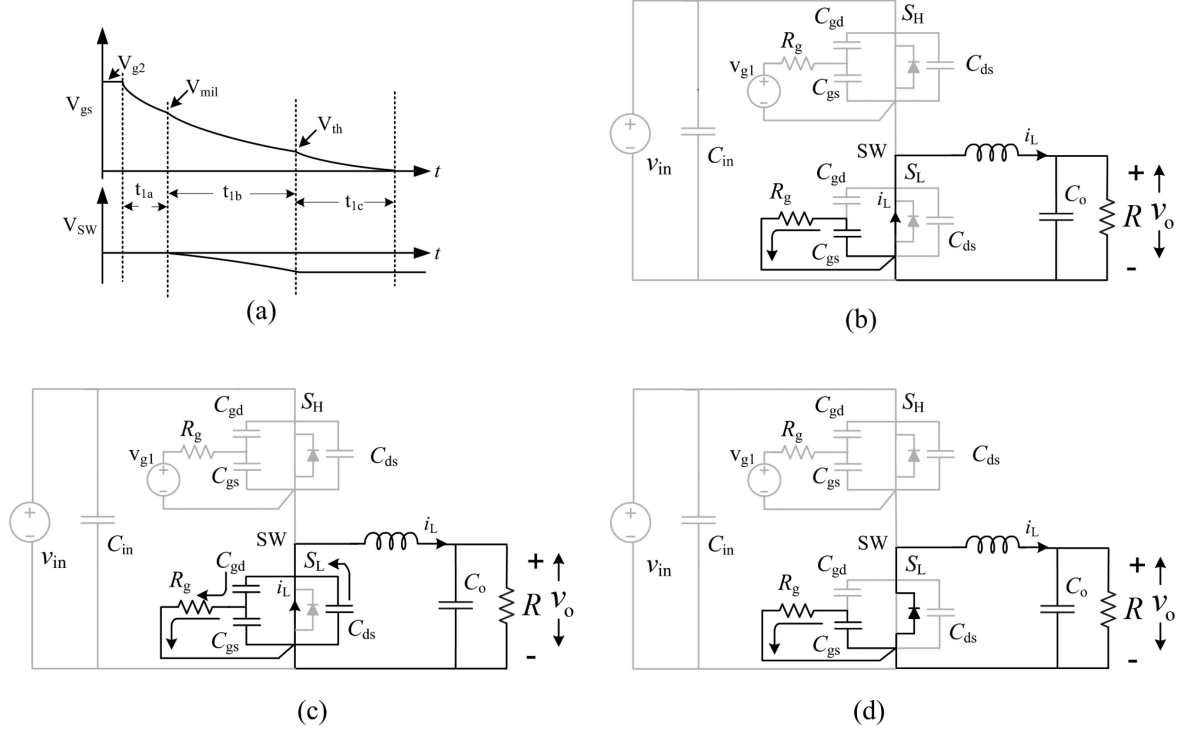 V_g2
V_mil
V_gs
V_th
t
t_1a
t_1b
t_1c
V_SW
t
(a)
S_H
C_gd
R_g
v_g1
C_ds
C_gs
v_in
C_in
SW
i_L
C_gd
S_L
R_g
i_L
C_o
R
v_o
+
-
C_gs
C_ds
(b)
S_H
C_gd
R_g
v_g1
C_ds
C_gs
v_in
C_in
SW
i_L
C_gd
S_L
R_g
i_L
C_o
R
v_o
+
-
C_gs
C_ds
(c)
S_H
C_gd
R_g
v_g1
C_ds
C_gs
v_in
C_in
SW
i_L
C_gd
S_L
R_g
C_o
R
v_o
+
-
C_gs
C_ds
(d)